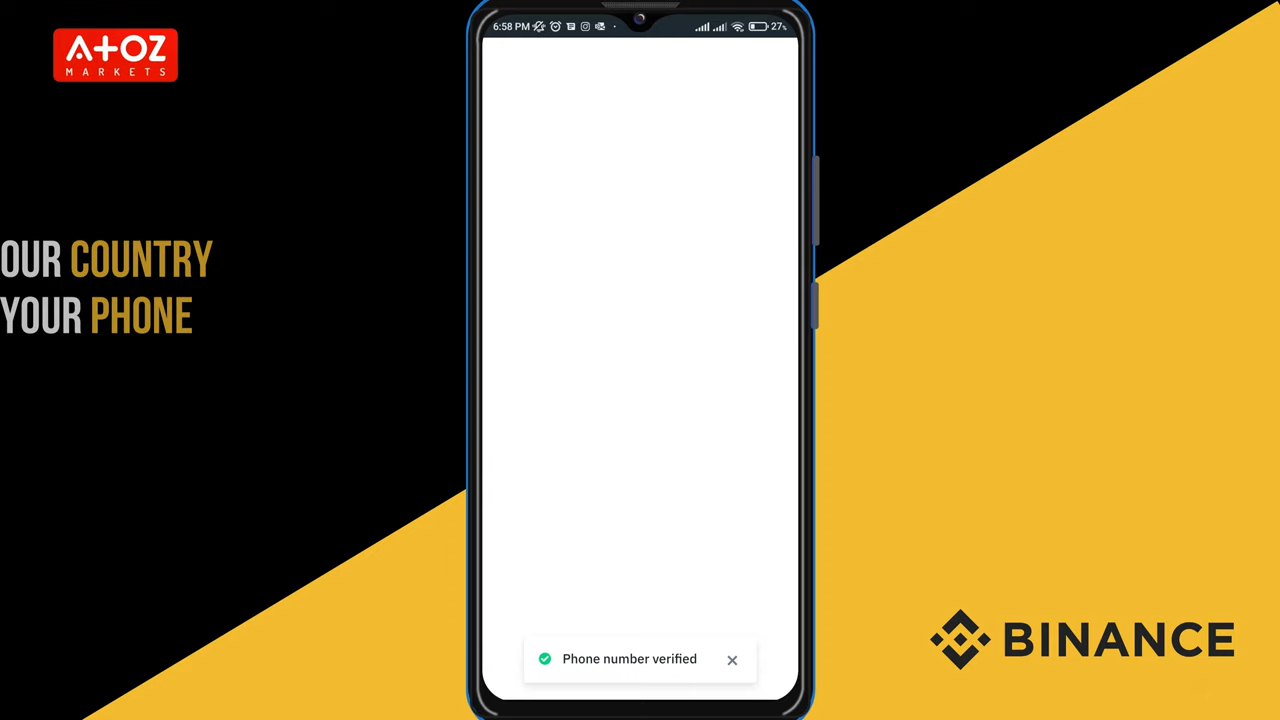 A+OZ
MARKETS
6:58 PM
27%
OUR COUNTRY
YOUR PHONE
BINANCE
Phone number verified